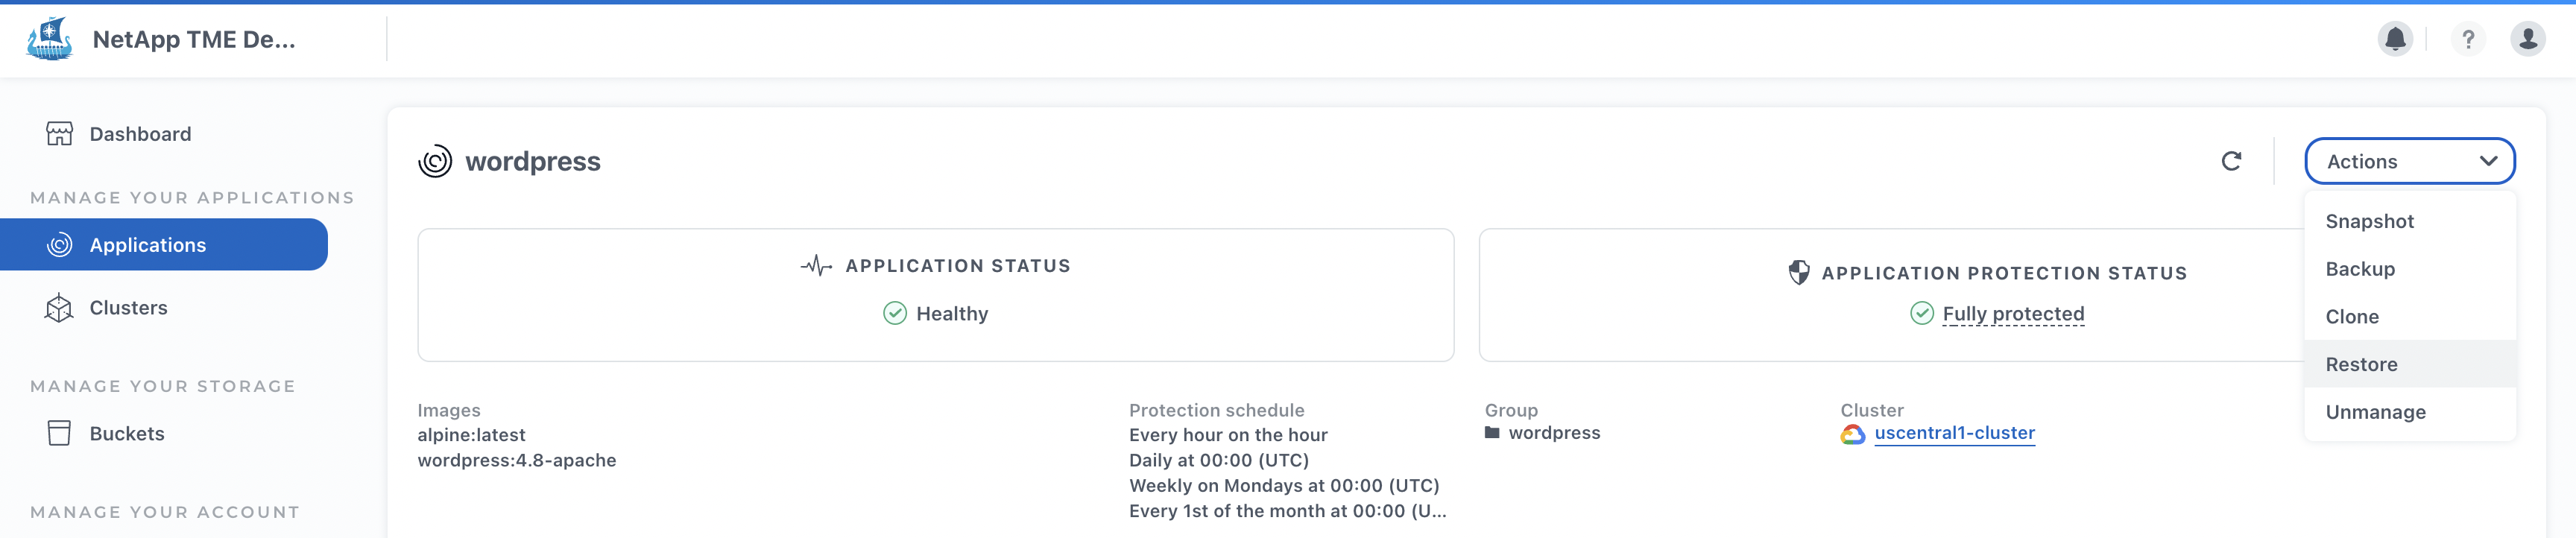 NetApp TME De...
?
Dashboard
MANAGE YOUR APPLICATIONS
Applications
Clusters
MANAGE YOUR STORAGE
Buckets
MANAGE YOUR ACCOUNT
wordpress
Actions
Snapshot
Backup
Clone
Restore
Unmanage
APPLICATION STATUS
Healthy
APPLICATION PROTECTION STATUS
Fully protected
Images
alpine:latest
wordpress:4.8-apache
Protection schedule
Every hour on the hour
Daily at 00:00 (UTC)
Weekly on Mondays at 00:00 (UTC)
Every 1st of the month at 00:00 (U...
Group
wordpress
Cluster
uscentral1-cluster